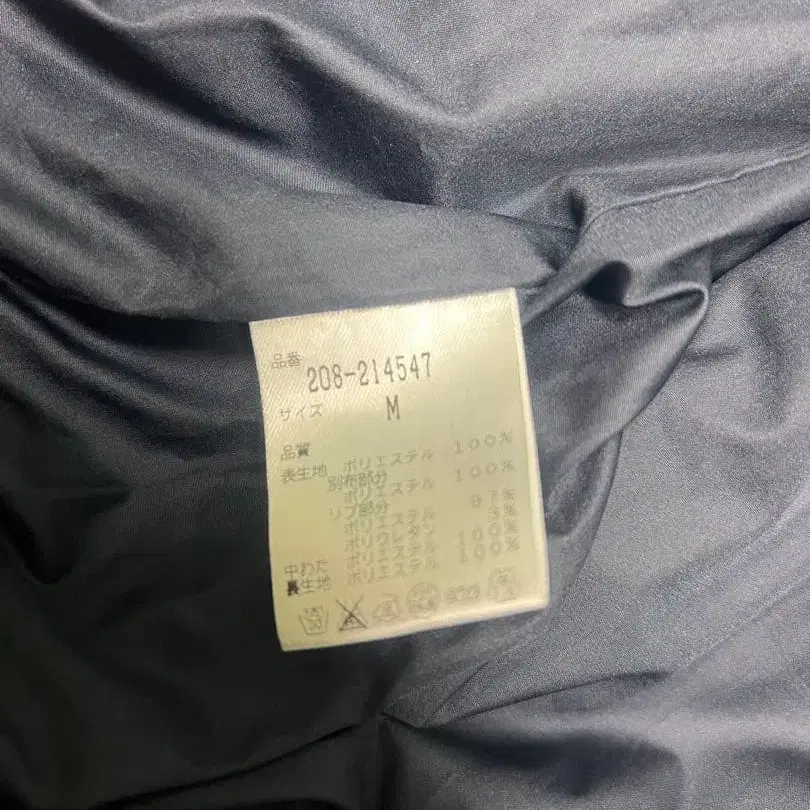 品番
208-214547
サイズ M
品質
表生地 ポリエステル 100%
別布部分
ポリエステル 100%
リブ部分
ポリエステル 97%
ポリウレタン 3%
中わた ポリエステル 100%
裏生地 ポリエステル 100%
30